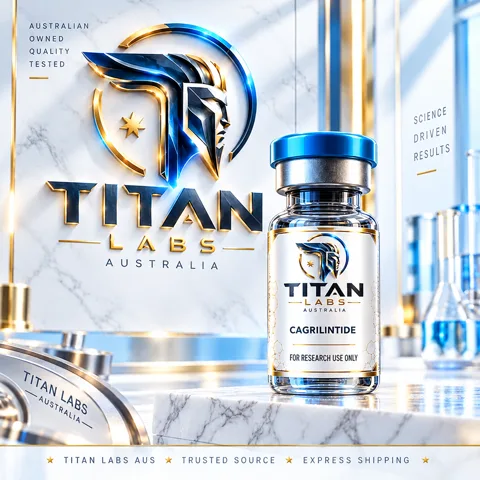 AUSTRALIAN
OWNED
QUALITY
TESTED
TITAN
LABS
AUSTRALIA
SCIENCE
DRIVEN
RESULTS
TITAN
LABS
AUSTRALIA
CAGRILINTIDE
FOR RESEARCH USE ONLY
TITAN LABS
AUSTRALIA
★ TITAN LABS AUS ★ TRUSTED SOURCE ★ EXPRESS SHIPPING ★